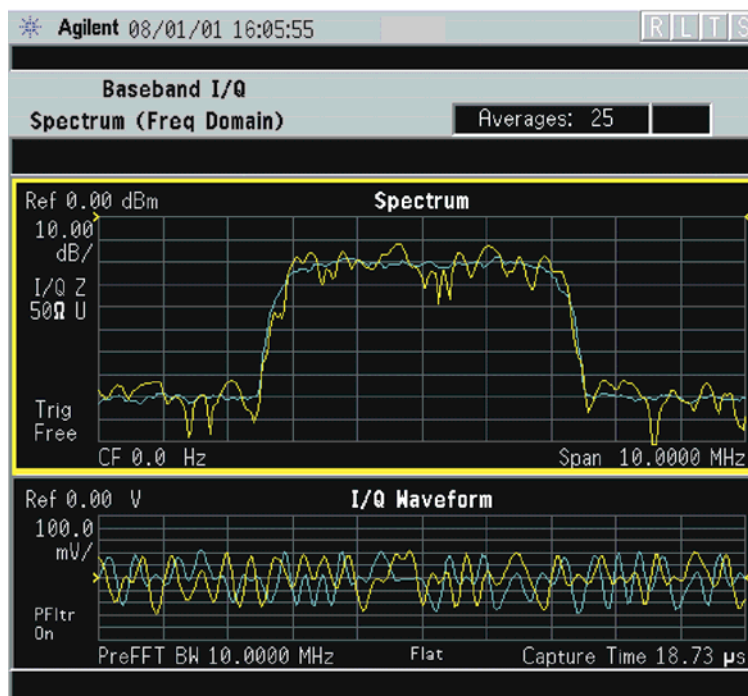 Agilent 08/01/01 16:05:55
R L T S
Baseband I/Q
Spectrum (Freq Domain)
Averages: 25
Ref 0.00 dBm
Spectrum
10.00
dB/
I/Q Z
50Ω U
Trig
Free
CF 0.0 Hz
Span 10.0000 MHz
Ref 0.00 V
I/Q Waveform
100.0
mV/
PFltr
On
PreFFT BW 10.0000 MHz
Flat
Capture Time 18.73 µs